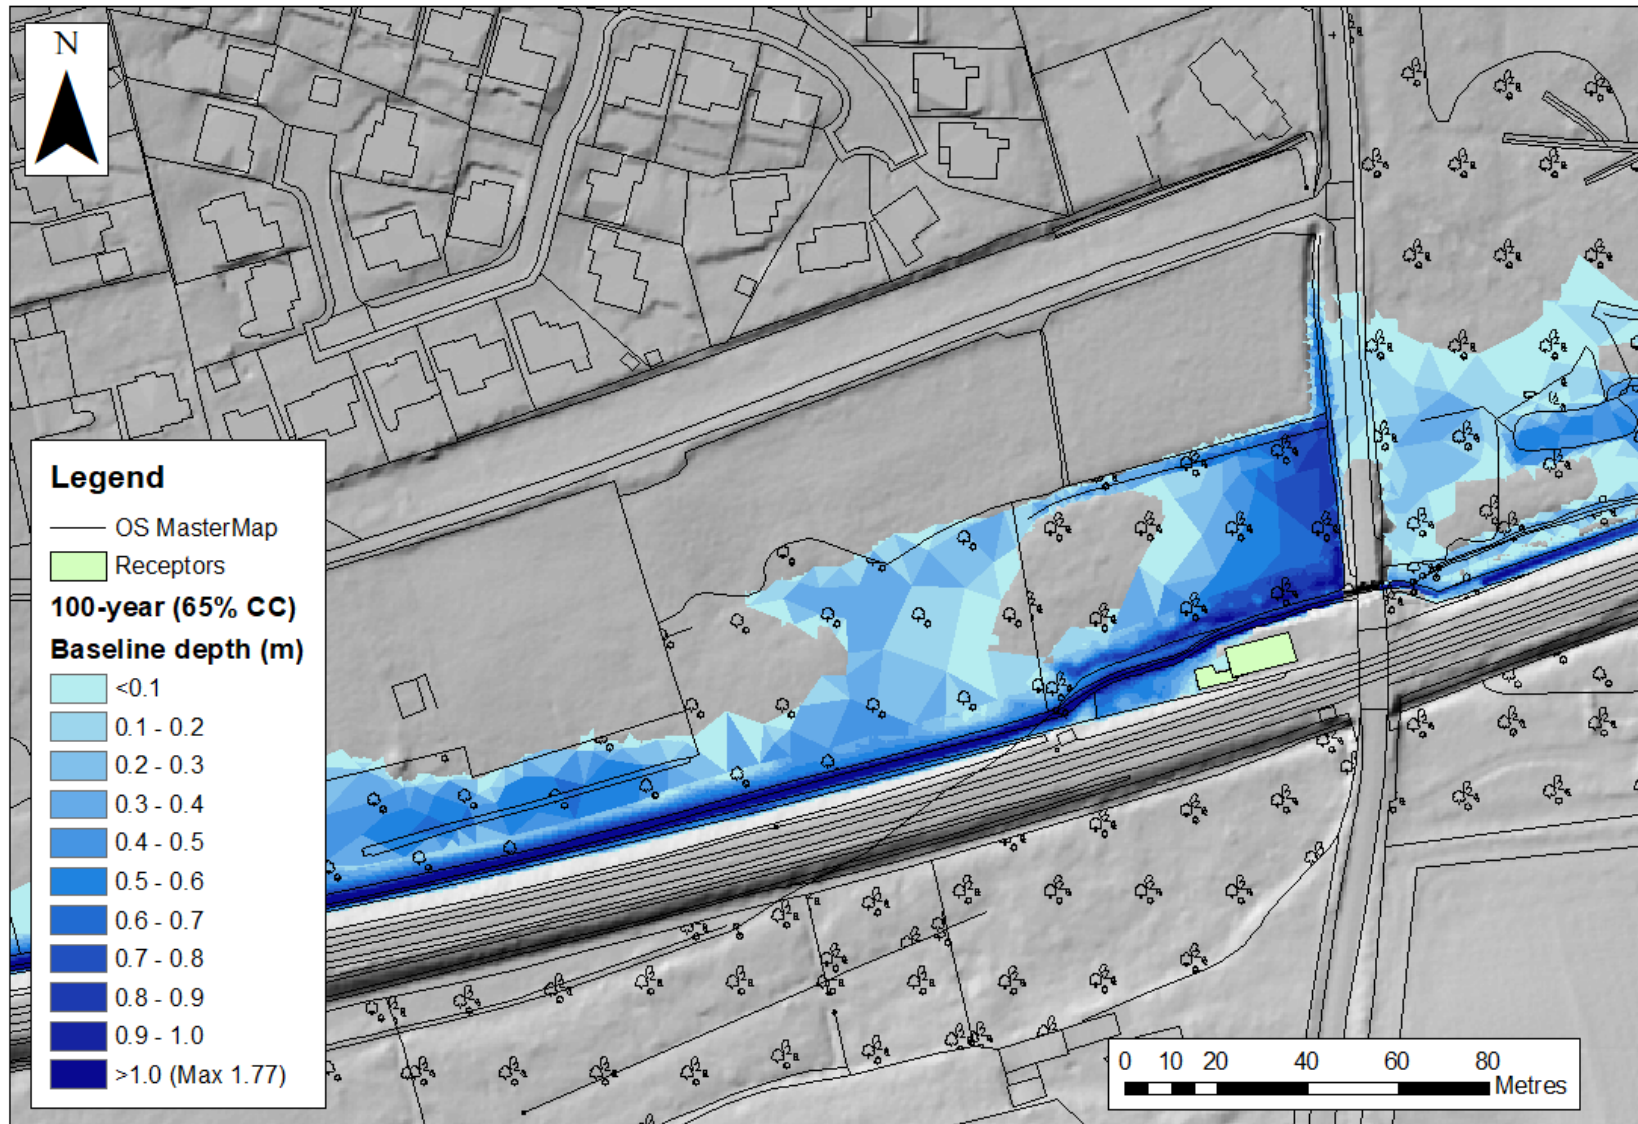 N
Legend
OS MasterMap
Receptors
100-year (65% CC)
Baseline depth (m)
<0.1
0.1 - 0.2
0.2 - 0.3
0.3 - 0.4
0.4 - 0.5
0.5 - 0.6
0.6 - 0.7
0.7 - 0.8
0.8 - 0.9
0.9 - 1.0
>1.0 (Max 1.77)
0 5 10 20 40 60 80
Metres